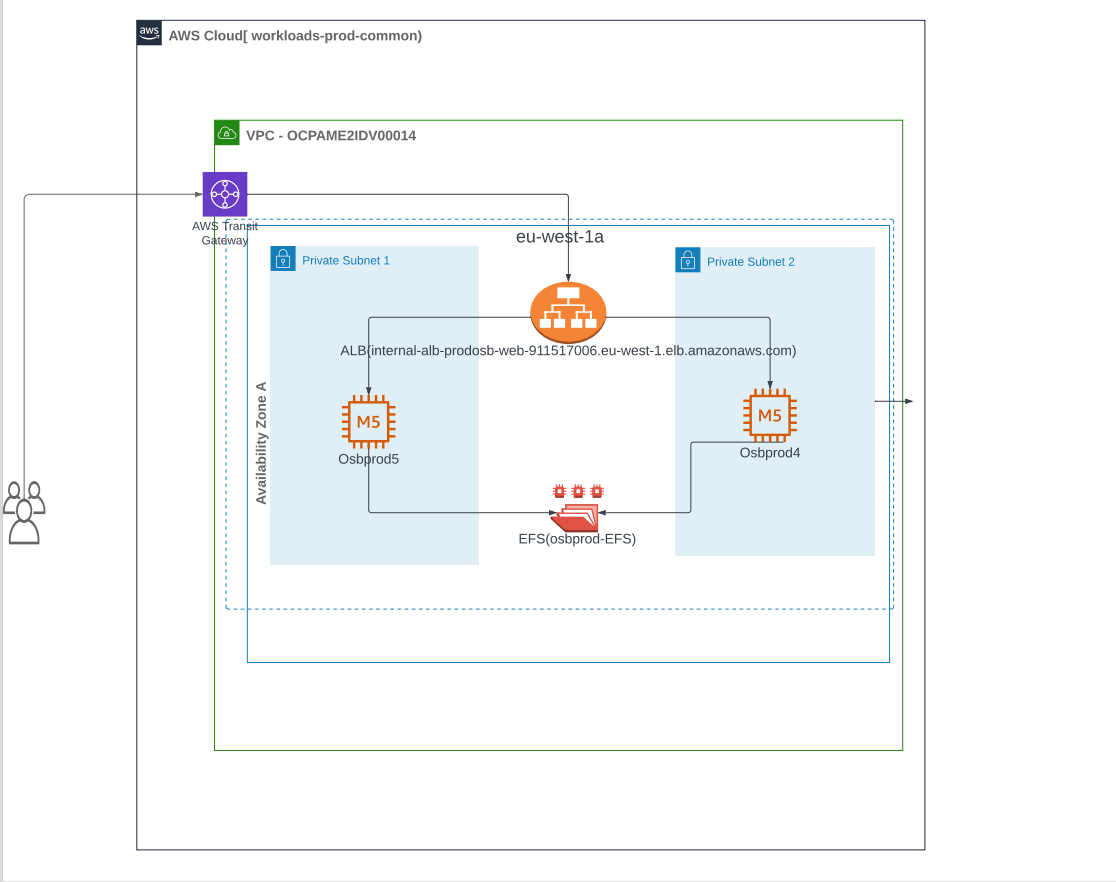 aws
AWS Cloud[ workloads-prod-common)
VPC - OCPAME2IDV00014
AWS Transit
Gateway
eu-west-1a
Private Subnet 1
Private Subnet 2
ALB(internal-alb-prodosb-web-911517006.eu-west-1.elb.amazonaws.com)
Availability Zone A
M5
Osbprod5
M5
Osbprod4
EFS(osbprod-EFS)